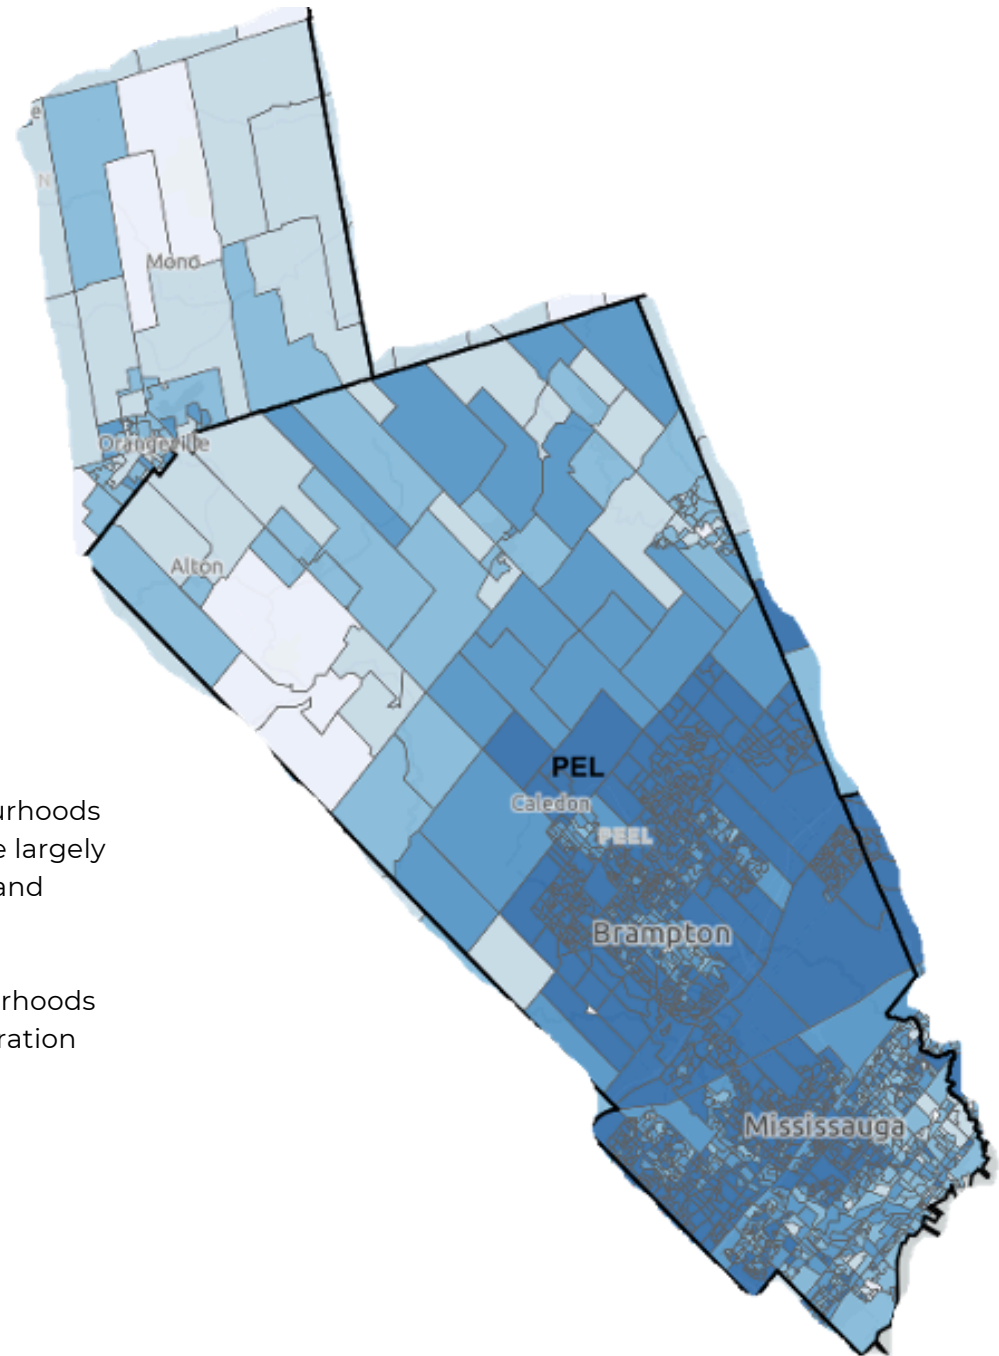 e
N
Mono
Orangeville
Alton
PEL
Caledon
PEEL
urhoods
e largely
and
Brampton
rhoods
ration
Mississauga